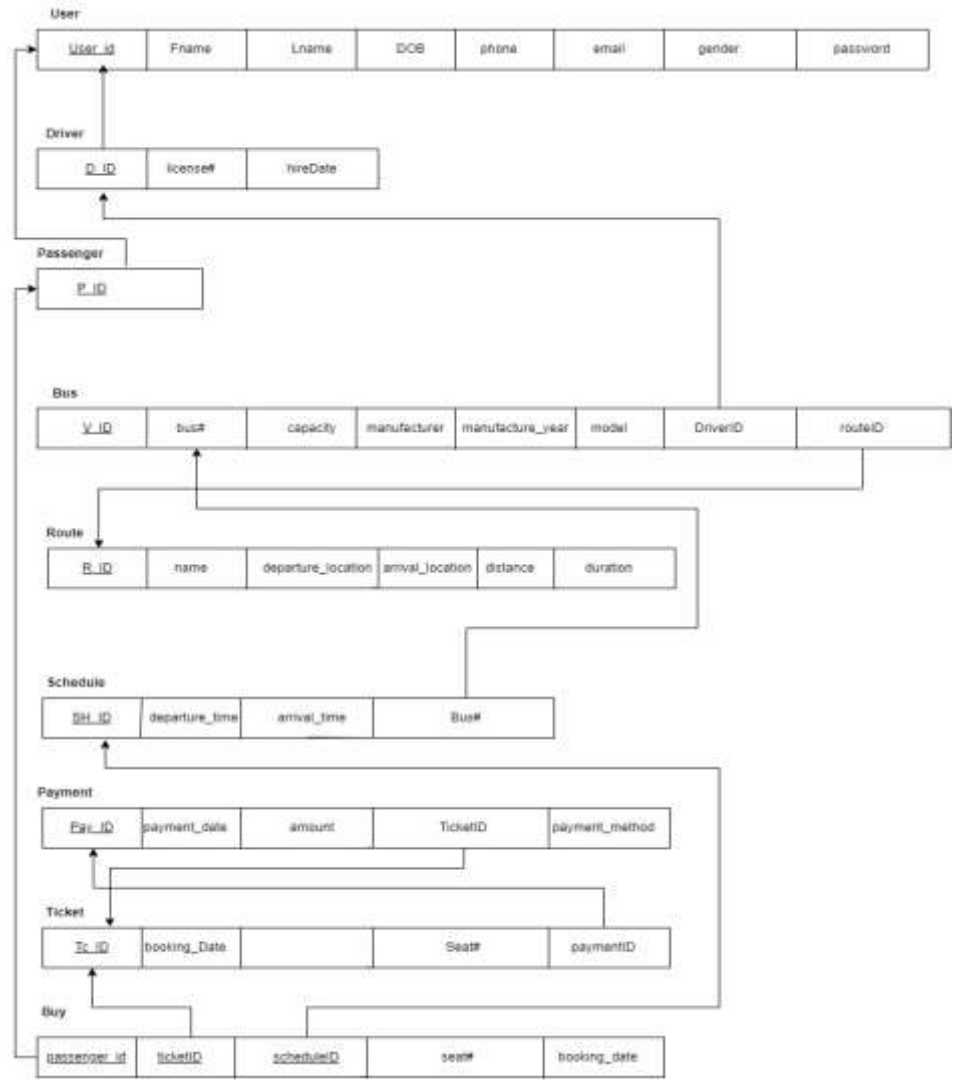 User
User_id Fname Lname DOB phone email gender password
Driver
D_ID license# hireDate
Passenger
P_ID
Bus
V_ID bus# capacity manufacturer manufacture_year model DriverID routeID
Route
R_ID name departure_location arrival_location distance duration
Schedule
SH_ID departure_time arrival_time Bus#
Payment
Pay_ID payment_date amount TicketID payment_method
Ticket
Tc_ID booking_Date Seat# paymentID
Buy
passenger_id ticketID scheduleID seat# booking_date